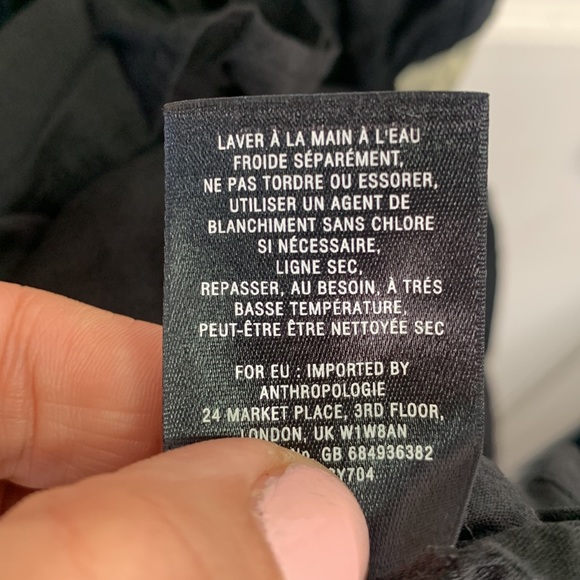 LAVER À LA MAIN À L'EAU
FROIDE SÉPARÉMENT,
NE PAS TORDRE OU ESSORER,
UTILISER UN AGENT DE
BLANCHIMENT SANS CHLORE
SI NÉCESSAIRE,
LIGNE SEC,
REPASSER, AU BESOIN, À TRÉS
BASSE TEMPÉRATURE,
PEUT-ÊTRE ÊTRE NETTOYÉE SEC
FOR EU : IMPORTED BY
ANTHROPOLOGIE
24 MARKET PLACE, 3RD FLOOR,
LONDON, UK W1W8AN
GB 684936382